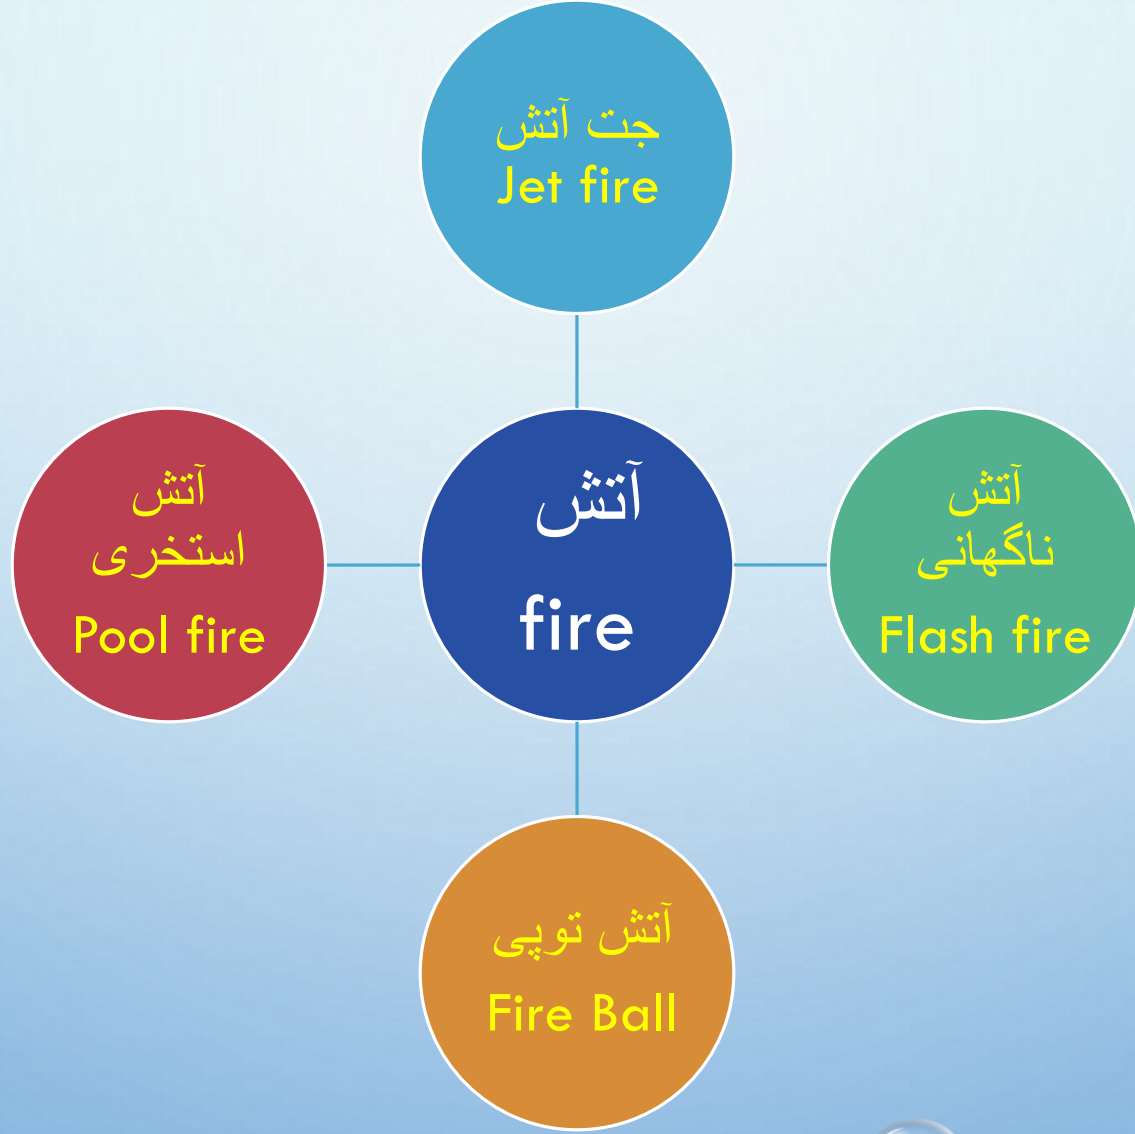 جت آتش
Jet fire
آتش
استخری
Pool fire
آتش
fire
آتش
ناگهانی
Flash fire
آتش توپی
Fire Ball